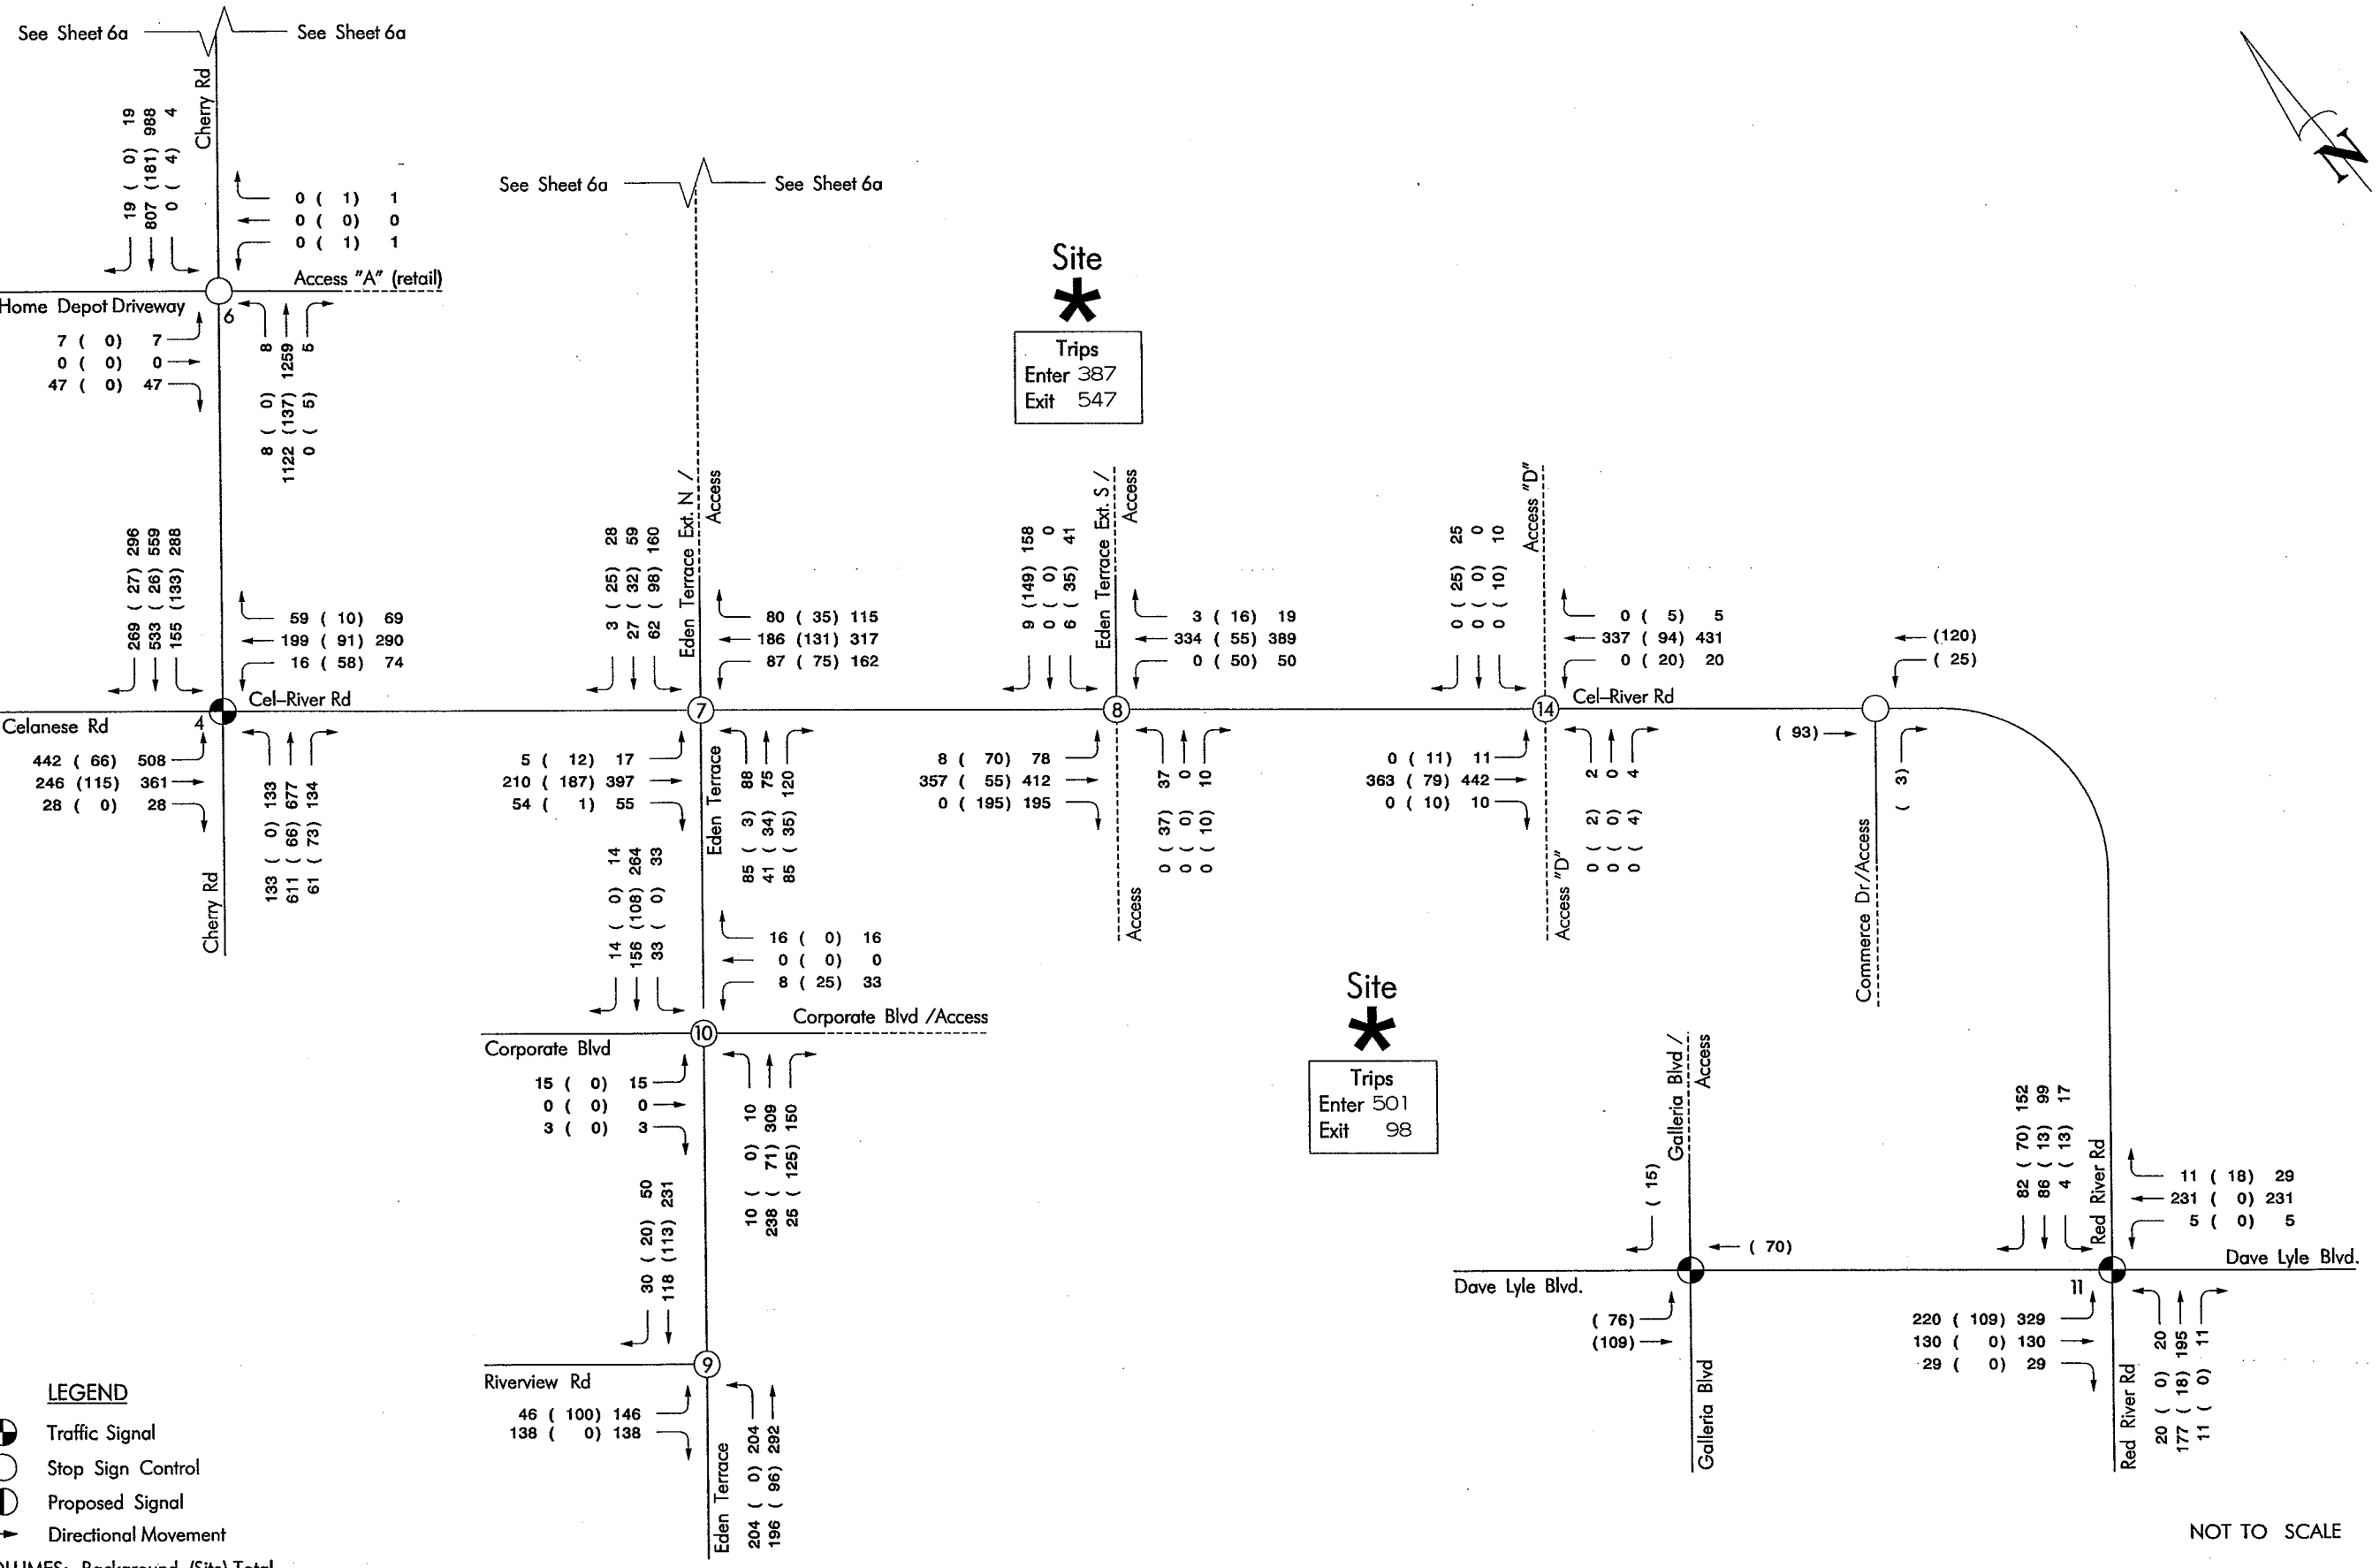 See Sheet 6a
See Sheet 6a
Cherry Rd
19 ( 0) 19
807 (181) 988
0 ( 4) 4
0 ( 1) 1
0 ( 0) 0
0 ( 1) 1
Access "A" (retail)
Home Depot Driveway
6
7 ( 0) 7
0 ( 0) 0
47 ( 0) 47
8 ( 0) 8
1122 (137) 1259
0 ( 5) 5
See Sheet 6a
See Sheet 6a
Site
Trips
Enter 387
Exit 547
N
269 ( 27) 296
533 ( 26) 559
155 (133) 288
59 ( 10) 69
199 ( 91) 290
16 ( 58) 74
Cel-River Rd
Celanese Rd
4
442 ( 66) 508
246 (115) 361
28 ( 0) 28
Cherry Rd
133 ( 0) 133
611 ( 66) 677
61 ( 73) 134
3 ( 25) 28
27 ( 32) 59
62 ( 98) 160
Eden Terrace Ext. N /
Access
80 ( 35) 115
186 (131) 317
87 ( 75) 162
7
5 ( 12) 17
210 ( 187) 397
54 ( 1) 55
Eden Terrace
85 ( 3) 88
41 ( 34) 75
85 ( 35) 120
9 (149) 158
0 ( 0) 0
6 ( 35) 41
Eden Terrace Ext. S /
Access
3 ( 16) 19
334 ( 55) 389
0 ( 50) 50
8
8 ( 70) 78
357 ( 55) 412
0 ( 195) 195
Access
0 ( 37) 37
0 ( 0) 0
0 ( 10) 10
0 ( 25) 25
0 ( 0) 0
0 ( 10) 10
Access "D"
0 ( 5) 5
337 ( 94) 431
0 ( 20) 20
14
Cel-River Rd
0 ( 11) 11
363 ( 79) 442
0 ( 10) 10
Access "D"
0 ( 2) 2
0 ( 0) 0
0 ( 4) 4
(120)
( 25)
( 93)
( 3)
Commerce Dr/Access
14 ( 0) 14
156 (108) 264
33 ( 0) 33
16 ( 0) 16
0 ( 0) 0
8 ( 25) 33
Corporate Blvd /Access
10
Corporate Blvd
15 ( 0) 15
0 ( 0) 0
3 ( 0) 3
10 ( 0) 10
238 ( 71) 309
25 ( 125) 150
Site
Trips
Enter 501
Exit 98
30 ( 20) 50
118 (113) 231
9
Riverview Rd
46 ( 100) 146
138 ( 0) 138
Eden Terrace
204 ( 0) 204
196 ( 96) 292
Galleria Blvd /
Access
( 15)
( 70)
Dave Lyle Blvd.
( 76)
(109)
Galleria Blvd
82 ( 70) 152
86 ( 13) 99
4 ( 13) 17
Red River Rd
11 ( 18) 29
231 ( 0) 231
5 ( 0) 5
Dave Lyle Blvd.
11
220 ( 109) 329
130 ( 0) 130
29 ( 0) 29
Red River Rd
20 ( 0) 20
177 ( 18) 195
11 ( 0) 11
LEGEND
Traffic Signal
Stop Sign Control
Proposed Signal
Directional Movement
Background (Site) Total
NOT TO SCALE